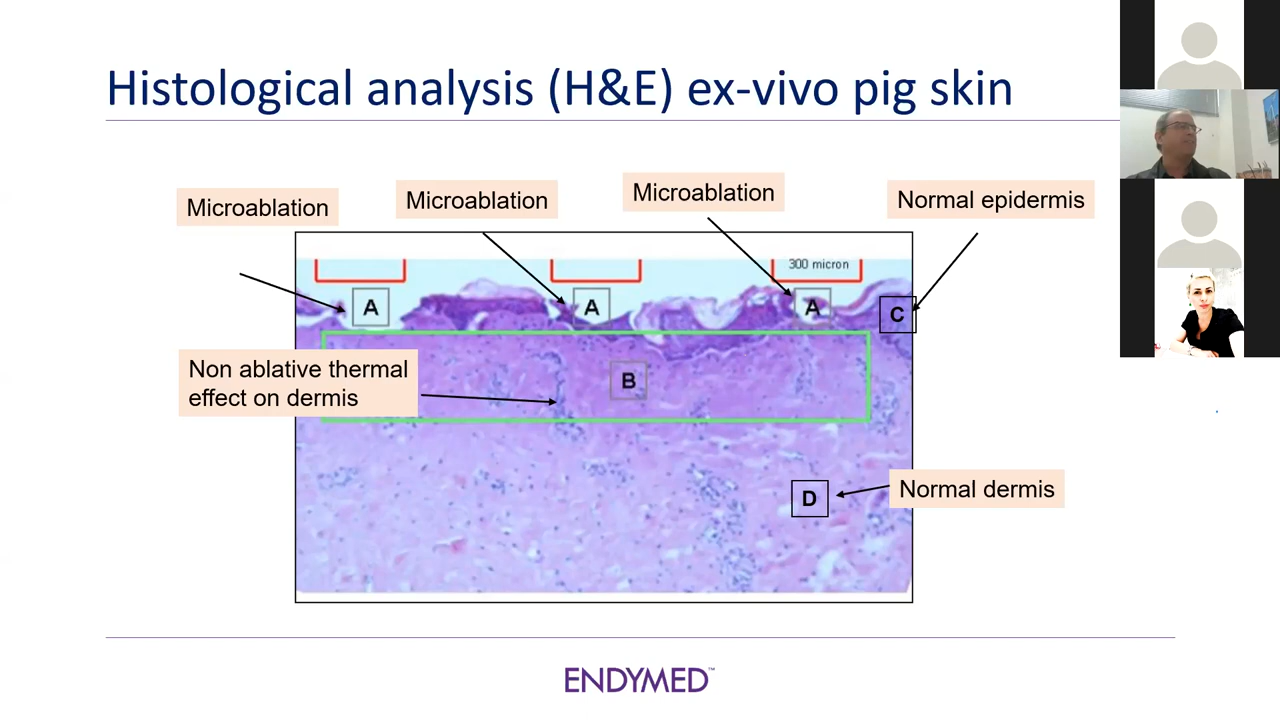 Histological analysis (H&E) ex-vivo pig skin
Microablation
Microablation
Microablation
Normal epidermis
300 micron
A
A
A
C
Non ablative thermal
effect on dermis
B
D
Normal dermis
ENDYMED™